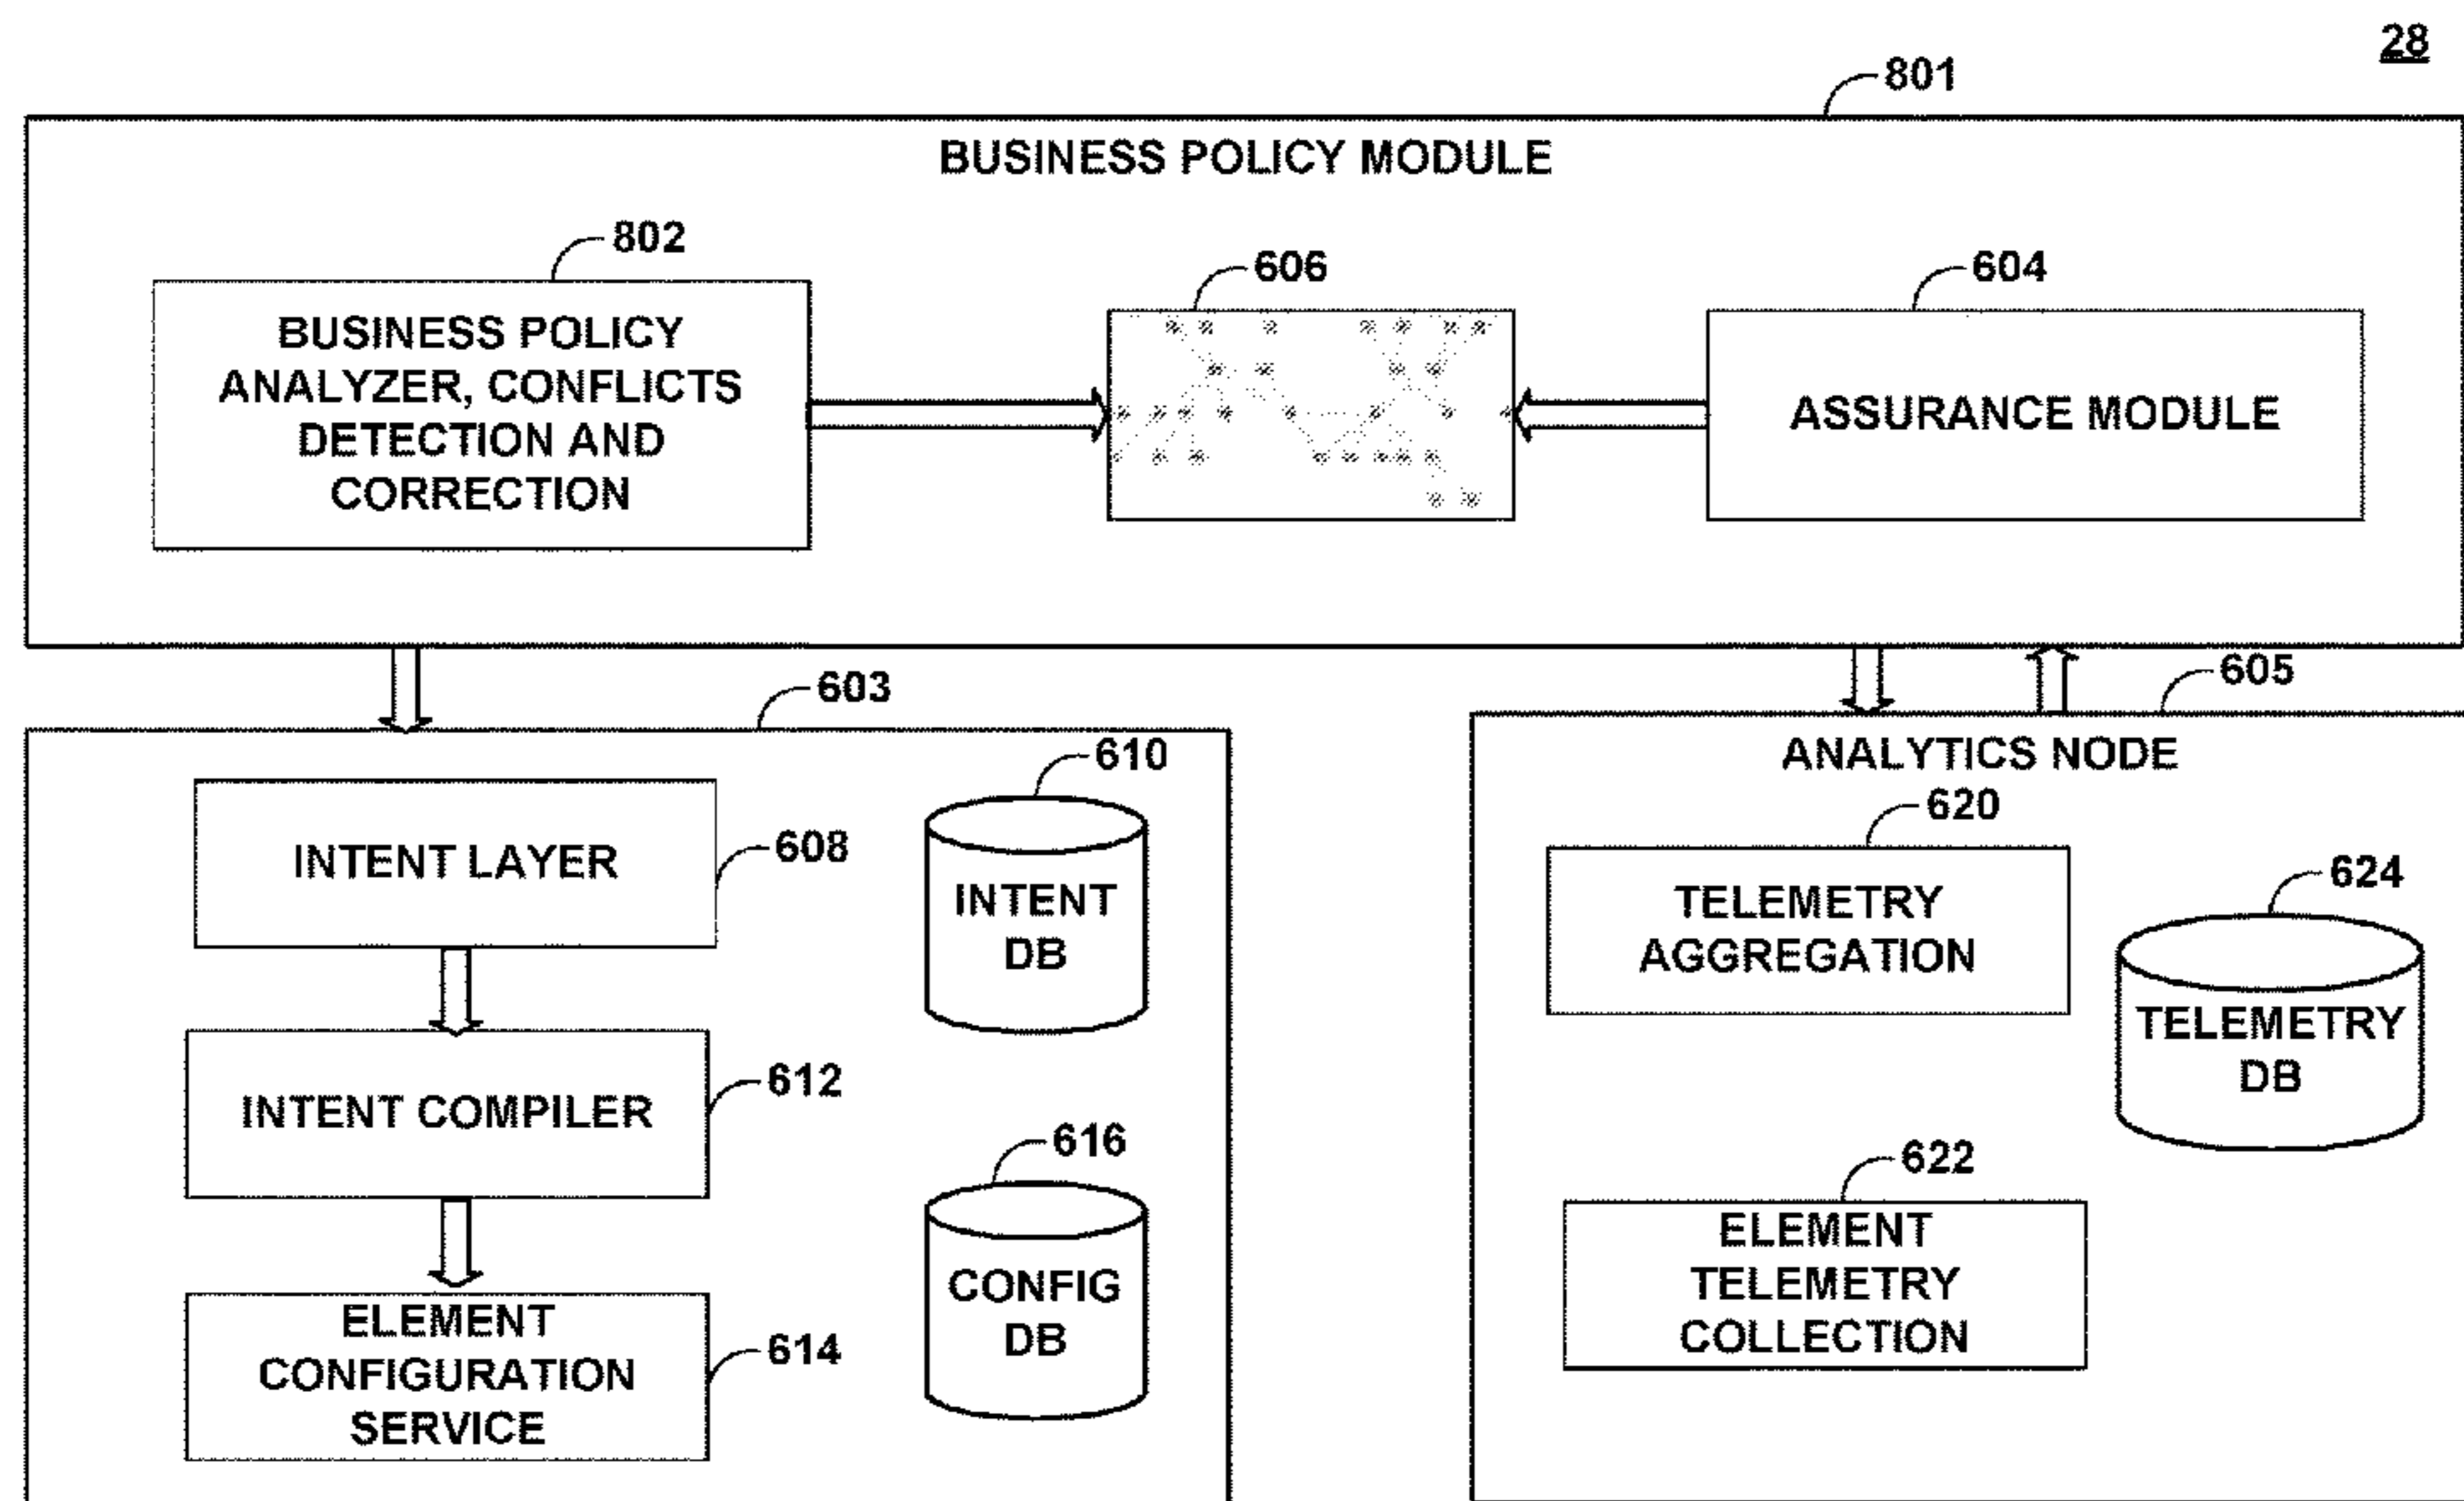 28
801
BUSINESS POLICY MODULE
802
606
604
BUSINESS POLICY
ANALYZER, CONFLICTS
DETECTION AND
CORRECTION
ASSURANCE MODULE
603
605
610
ANALYTICS NODE
620
INTENT LAYER
608
INTENT
DB
TELEMETRY
AGGREGATION
624
TELEMETRY
DB
INTENT COMPILER
612
616
622
CONFIG
DB
ELEMENT
TELEMETRY
COLLECTION
ELEMENT
CONFIGURATION
SERVICE
614